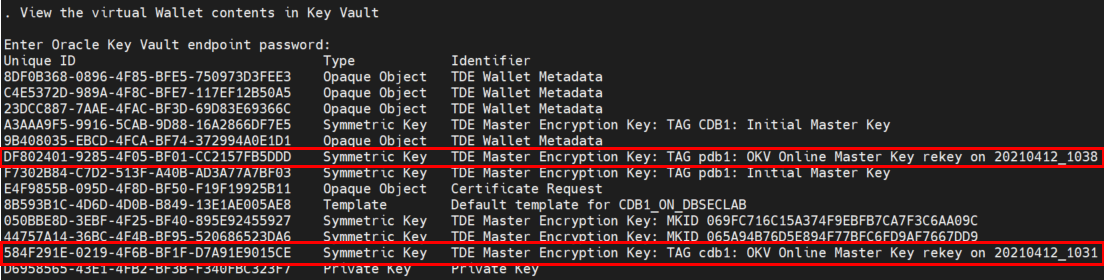 . View the virtual Wallet contents in Key Vault
Enter Oracle Key Vault endpoint password:
Unique ID Type Identifier
8DF0B368-0896-4F85-BFE5-750973D3FEE3 Opaque Object TDE Wallet Metadata
C4E5372D-989A-4F8C-BFE7-117EF12B50A5 Opaque Object TDE Wallet Metadata
23DCC887-7AAE-4FAC-BF3D-69D83E69366C Opaque Object TDE Wallet Metadata
A3AAA9F5-9916-5CAB-9D88-16A2866DF7E5 Symmetric Key TDE Master Encryption Key: TAG CDB1: Initial Master Key
9B408035-EBCD-4FCA-BF74-372994A0E1D1 Opaque Object TDE Wallet Metadata
DF802401-9285-4F05-BF01-CC2157FB5DDD Symmetric Key TDE Master Encryption Key: TAG pdb1: OKV Online Master Key rekey on 20210412_1038
F7302B84-C7D2-513F-A40B-AD3A77A7BF03 Symmetric Key TDE Master Encryption Key: TAG pdb1: Initial Master Key
E4F9855B-095D-4F8D-BF50-F19F19925B11 Opaque Object Certificate Request
8B593B1C-4D6D-4D0B-B849-13E1AE005AE8 Template Default template for CDB1_ON_DBSECLAB
050BBE8D-3EBF-4F25-BF40-895E92455927 Symmetric Key TDE Master Encryption Key: MKID 069FC716C15A374F9EBFB7CA7F3C6AA09C
44757A14-36BC-4F4B-BF95-520686523DA6 Symmetric Key TDE Master Encryption Key: MKID 065A94B76D5E894F77BFC6FD9AF7667DD9
584F291E-0219-4F6B-BF1F-D7A91E9015CE Symmetric Key TDE Master Encryption Key: TAG cdb1: OKV Online Master Key rekey on 20210412_1031
D6958565-43E1-4FB2-BF3B-F340FBC323F7 Private Key Private Key